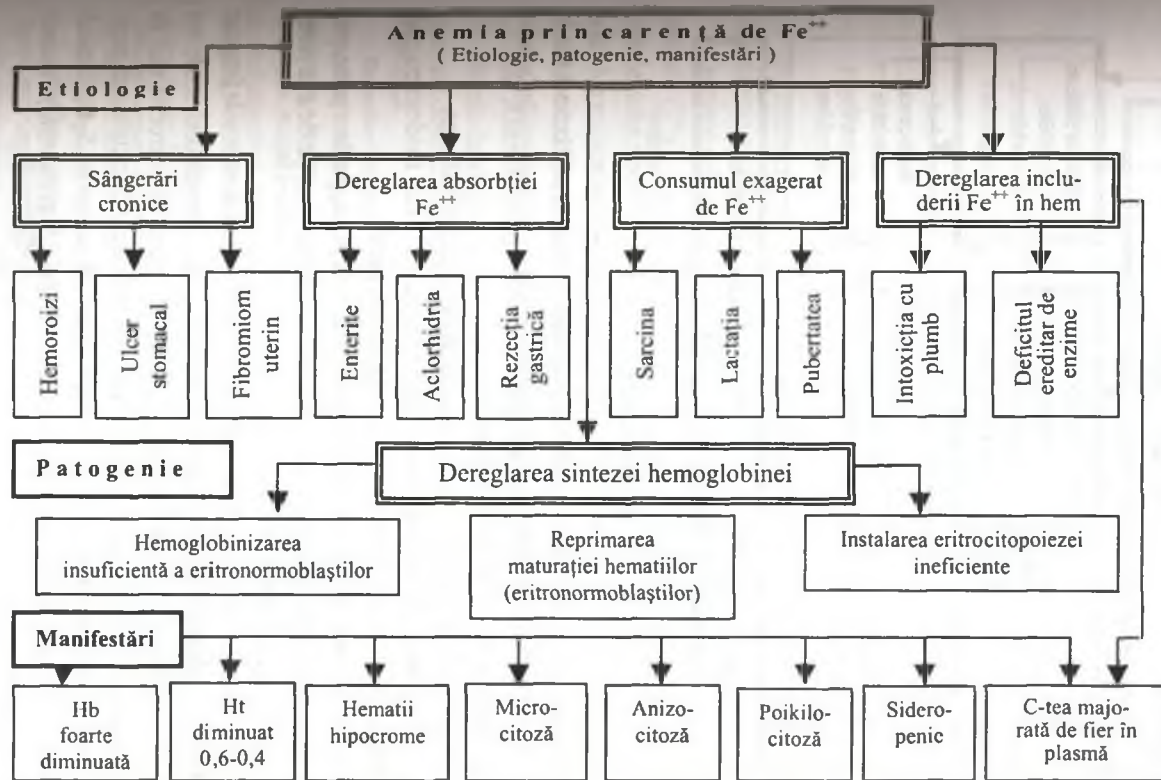 Anemia prin carență de Fe⁺⁺
( Etiologie, patogenie, manifestări )
Etiologie
Sângerări
cronice
Dereglarea absorbției
Fe⁺⁺
Consumul exagerat
de Fe⁺⁺
Dereglarea inclu-
derii Fe⁺⁺ în hem
Hemoroizi
Ulcer
stomacal
Fibromiom
uterin
Enterite
Aclorhidria
Rezecția
gastrică
Sarcina
Lactația
Pubertatea
Intoxicția cu
plumb
Deficitul
ereditar de
enzime
Patogenie
Dereglarea sintezei hemoglobinei
Hemoglobinizarea
insuficientă a eritronormoblaștilor
Reprimarea
maturației hematiilor
(eritronormoblaștilor)
Instalarea eritrocitopoiezei
ineficiente
Manifestări
Hb
foarte
diminuată
Ht
diminuat
0,6-0,4
Hematii
hipocrome
Micro-
citoză
Anizo-
citoză
Poikilo-
citoză
Sidero-
penic
C-tea majo-
rată de fier în
plasmă